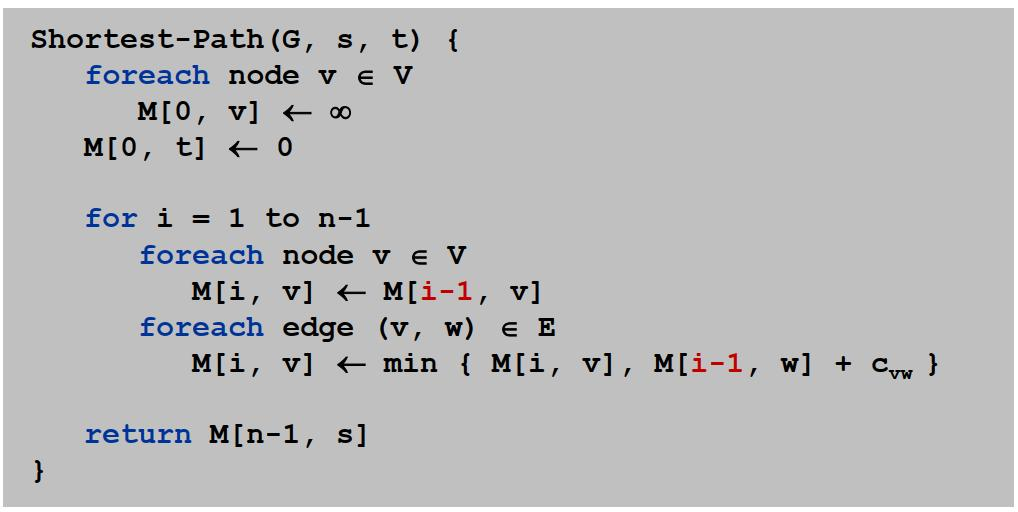 Shortest-Path(G, s, t) {
foreach node v ∈ V
M[0, v] ← ∞
M[0, t] ← 0
for i = 1 to n-1
foreach node v ∈ V
M[i, v] ← M[i-1, v]
foreach edge (v, w) ∈ E
M[i, v] ← min { M[i, v], M[i-1, w] + cvw }
return M[n-1, s]
}